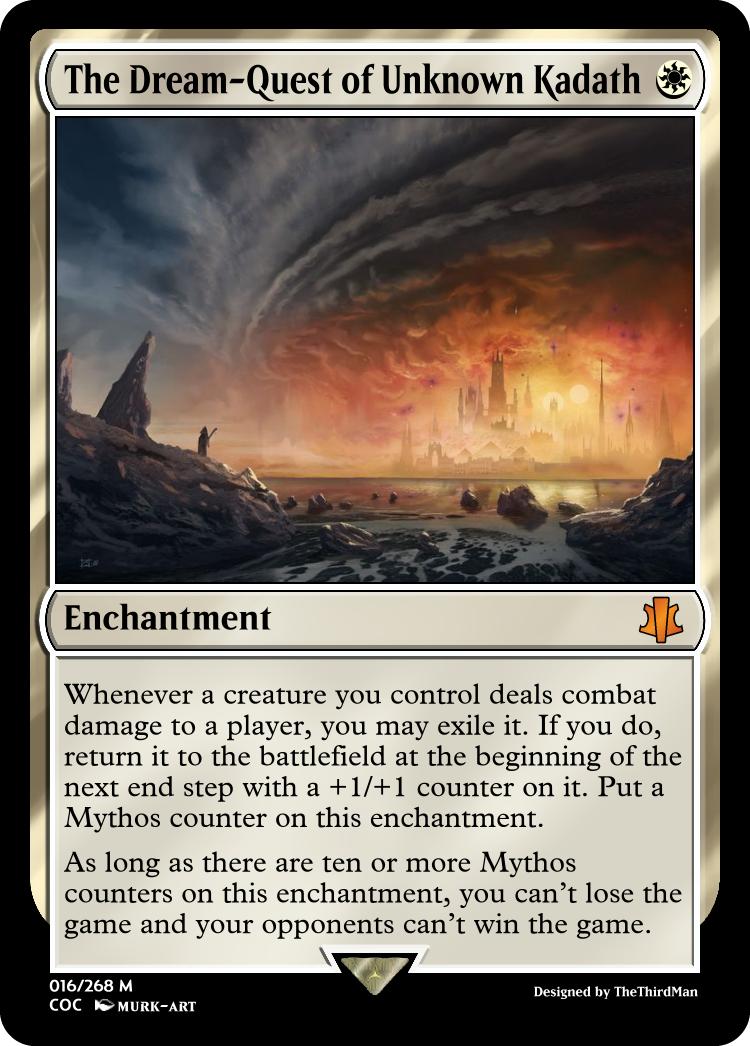 The Dream-Quest of Unknown Kadath
Enchantment
Whenever a creature you control deals combat
damage to a player, you may exile it. If you do,
return it to the battlefield at the beginning of the
next end step with a +1/+1 counter on it. Put a
Mythos counter on this enchantment.
As long as there are ten or more Mythos
counters on this enchantment, you can't lose the
game and your opponents can't win the game.
016/268 M
COC MURK-ART
Designed by TheThirdMan